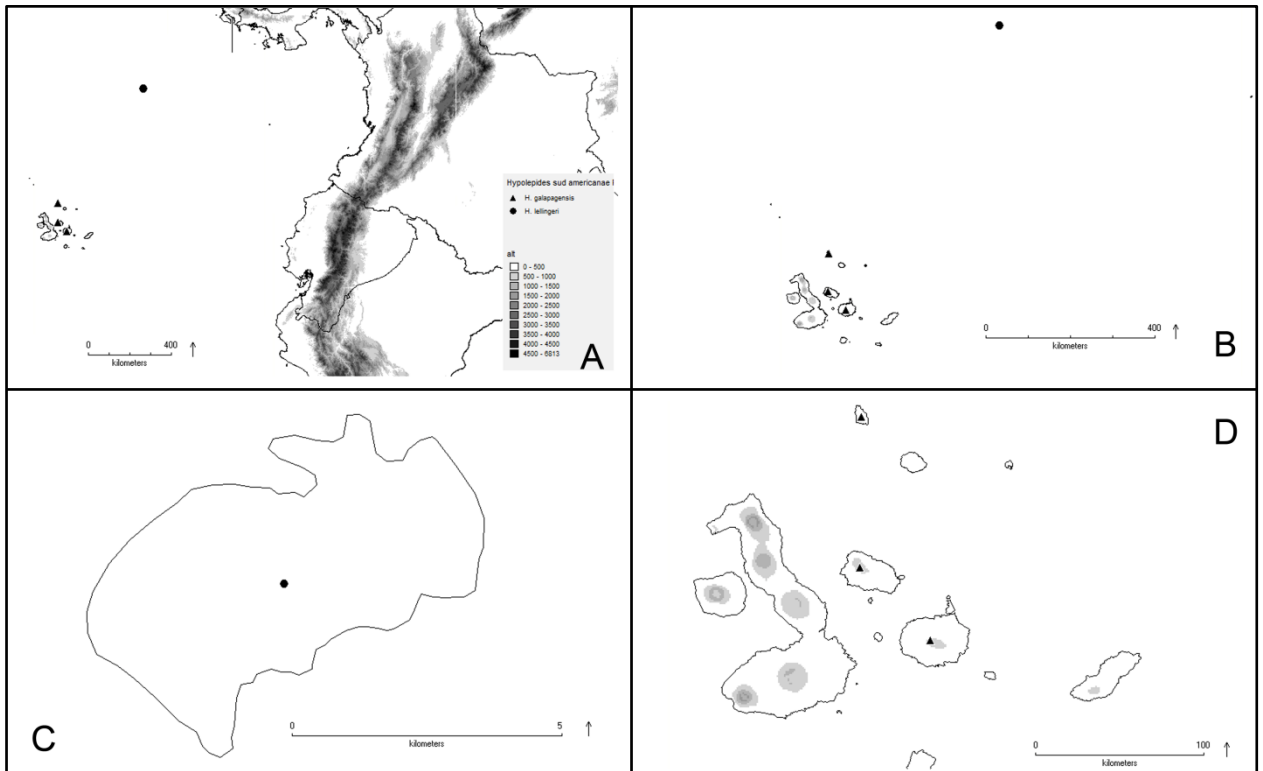 Hypolepides sud americanae l
H. galapagensis
H. lellingeri
alt
0 - 500
500 - 1000
1000 - 1500
1500 - 2000
2000 - 2500
2500 - 3000
3000 - 3500
3500 - 4000
4000 - 4500
4500 - 6813
0 400
kilometers
A
0 400
kilometers
B
C
0 5
kilometers
D
0 100
kilometers